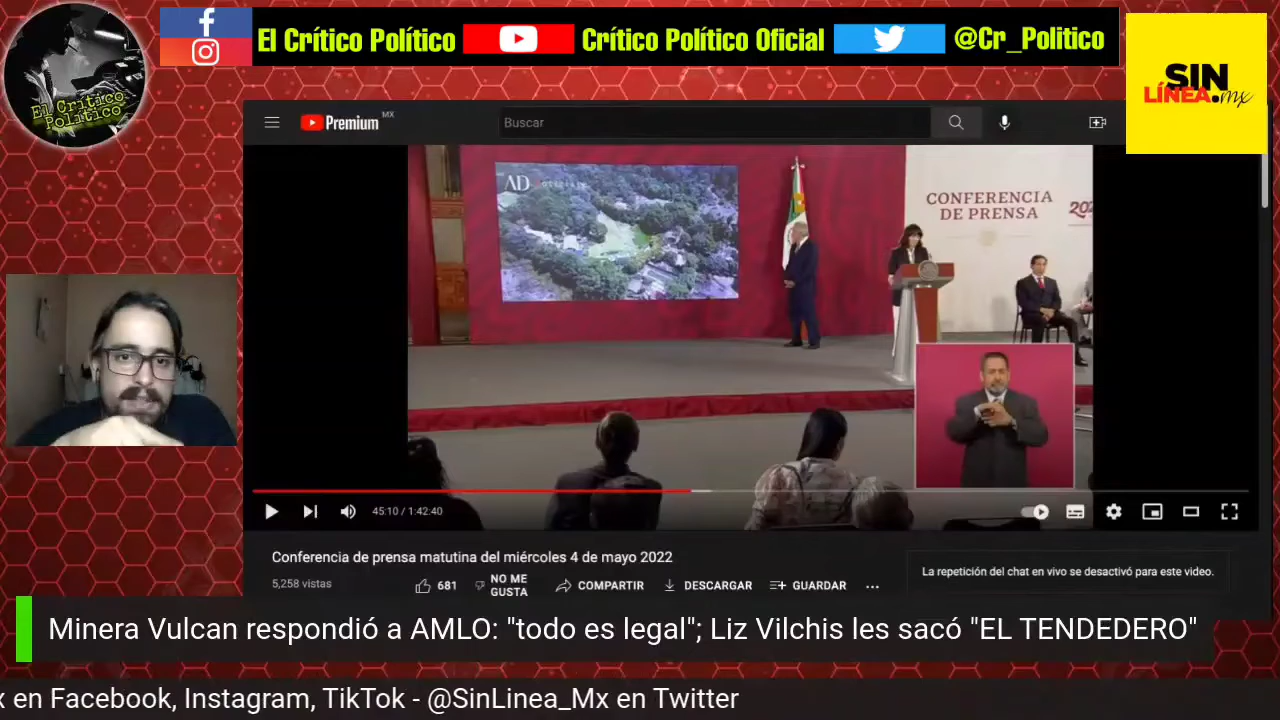 El Crítico Político
El Crítico Político
Crítico Político Oficial
@Cr_Politico
SIN
LÍNEA.mx
Premium MX
Buscar
AD
CONFERENCIA
DE PRENSA
45:10 / 1:42:40
Conferencia de prensa matutina del miércoles 4 de mayo 2022
5,258 vistas
681
NO ME GUSTA
COMPARTIR
DESCARGAR
GUARDAR
La repetición del chat en vivo se desactivó para este video.
Minera Vulcan respondió a AMLO: "todo es legal"; Liz Vilchis les sacó "EL TENDEDERO"
x en Facebook, Instagram, TikTok - @SinLinea_Mx en Twitter